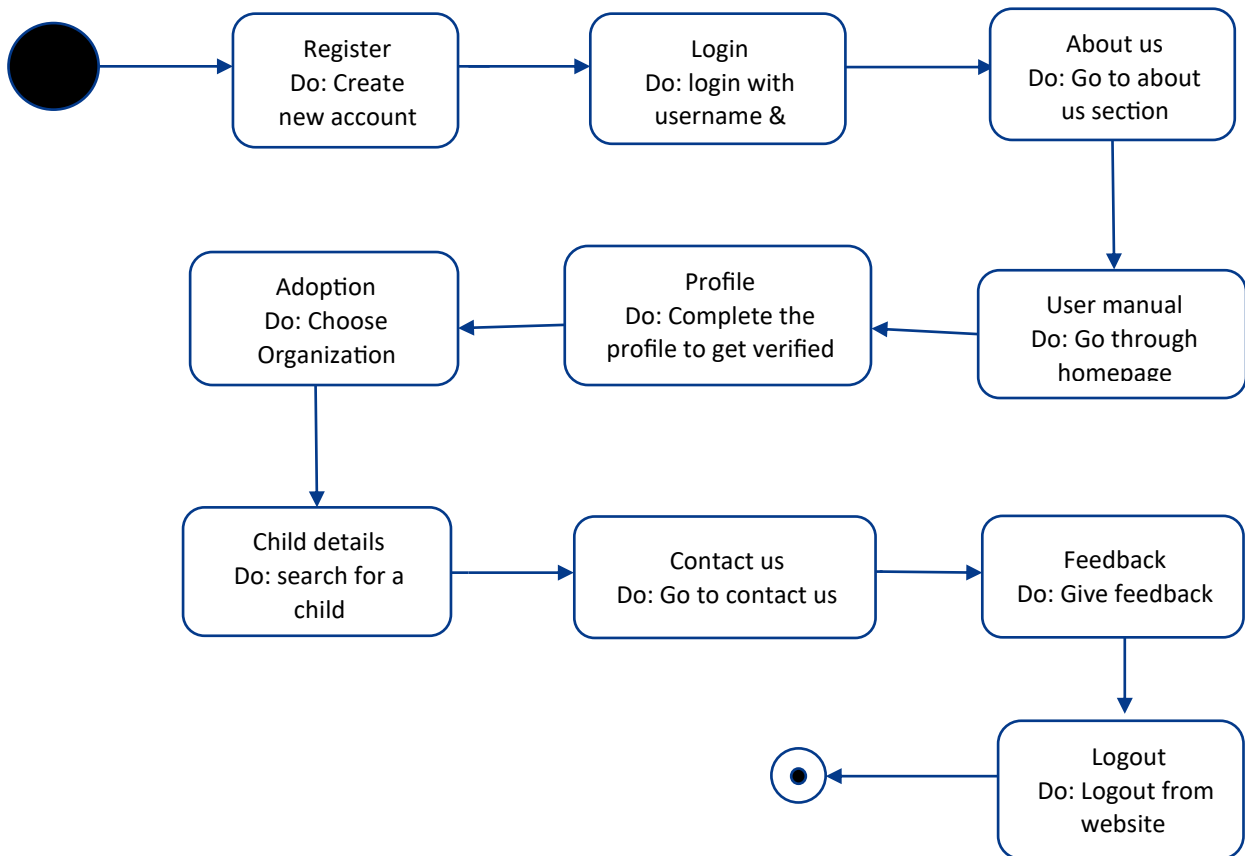 Register
Do: Create
new account
Login
Do: login with
username &
About us
Do: Go to about
us section
User manual
Do: Go through
homepage
Profile
Do: Complete the
profile to get verified
Adoption
Do: Choose
Organization
Child details
Do: search for a
child
Contact us
Do: Go to contact us
Feedback
Do: Give feedback
Logout
Do: Logout from
website